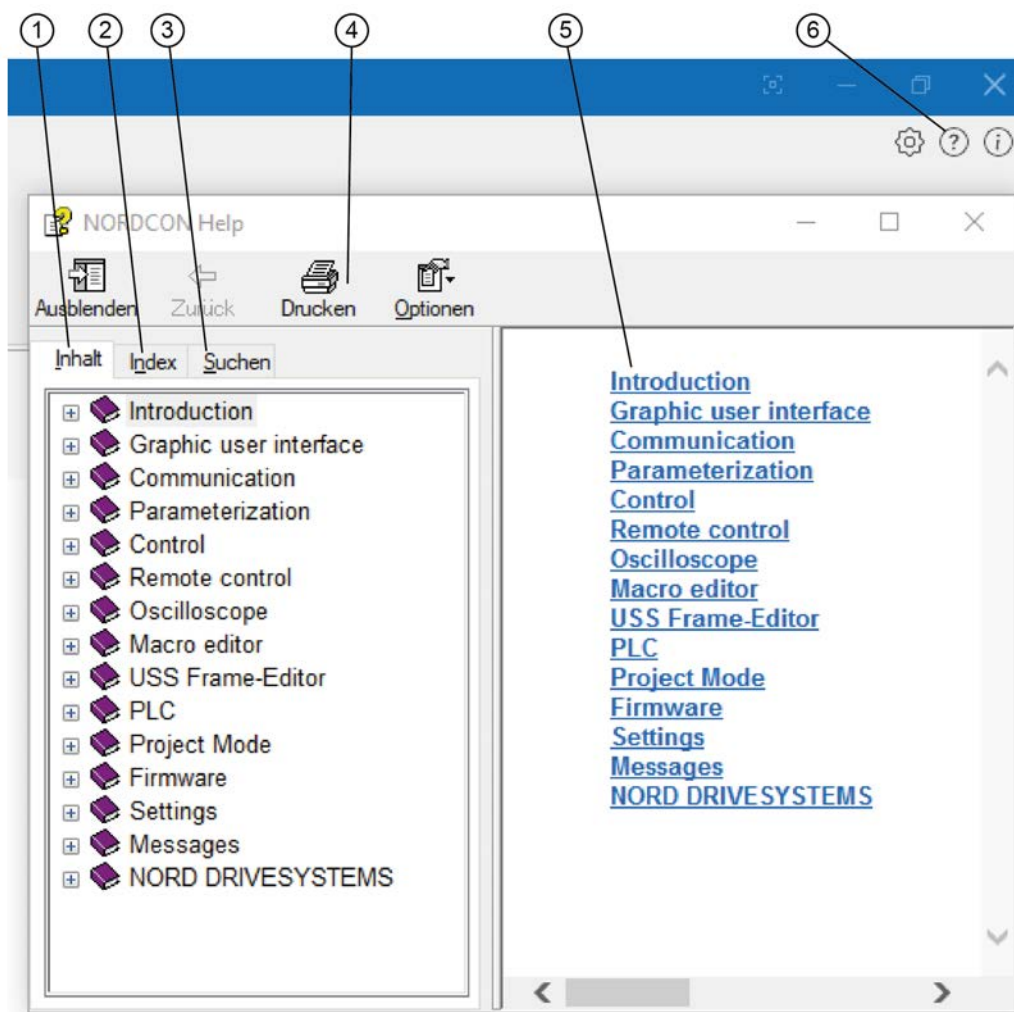 1 2 3 4 5 6
NORDCON Help
Ausblenden Zurück Drucken Optionen
Inhalt Index Suchen
Introduction
Graphic user interface
Communication
Parameterization
Control
Remote control
Oscilloscope
Macro editor
USS Frame-Editor
PLC
Project Mode
Firmware
Settings
Messages
NORD DRIVESYSTEMS
Introduction
Graphic user interface
Communication
Parameterization
Control
Remote control
Oscilloscope
Macro editor
USS Frame-Editor
PLC
Project Mode
Firmware
Settings
Messages
NORD DRIVESYSTEMS